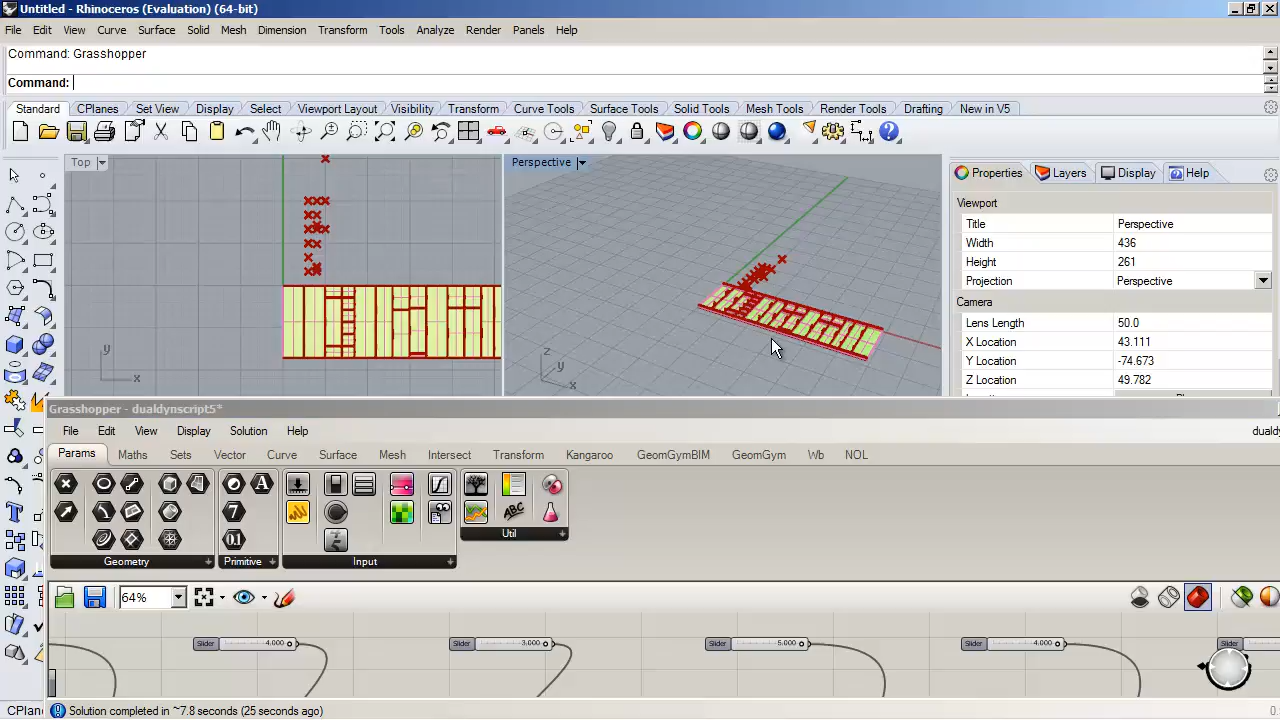 Untitled - Rhinoceros (Evaluation) (64-bit)
File Edit View Curve Surface Solid Mesh Dimension Transform Tools Analyze Render Panels Help
Command: Grasshopper
Command:
Standard CPlanes Set View Display Select Viewport Layout Visibility Transform Curve Tools Surface Tools Solid Tools Mesh Tools Render Tools Drafting New in V5
Top
Perspective
Properties Layers Display Help
Viewport
Title Perspective
Width 436
Height 261
Projection Perspective
Camera
Lens Length 50.0
X Location 43.111
Y Location -74.673
Z Location 49.782
y
x
z
y
x
Grasshopper - dualdynscript5*
File Edit View Display Solution Help
dualdy
Params Maths Sets Vector Curve Surface Mesh Intersect Transform Kangaroo GeomGymBIM GeomGym Wb NOL
Geometry Primitive Input Util
64%
Slider 4.000
Slider 3.000
Slider 5.000
Slider 4.000
Slider
CPlane
Solution completed in ~7.8 seconds (25 seconds ago)